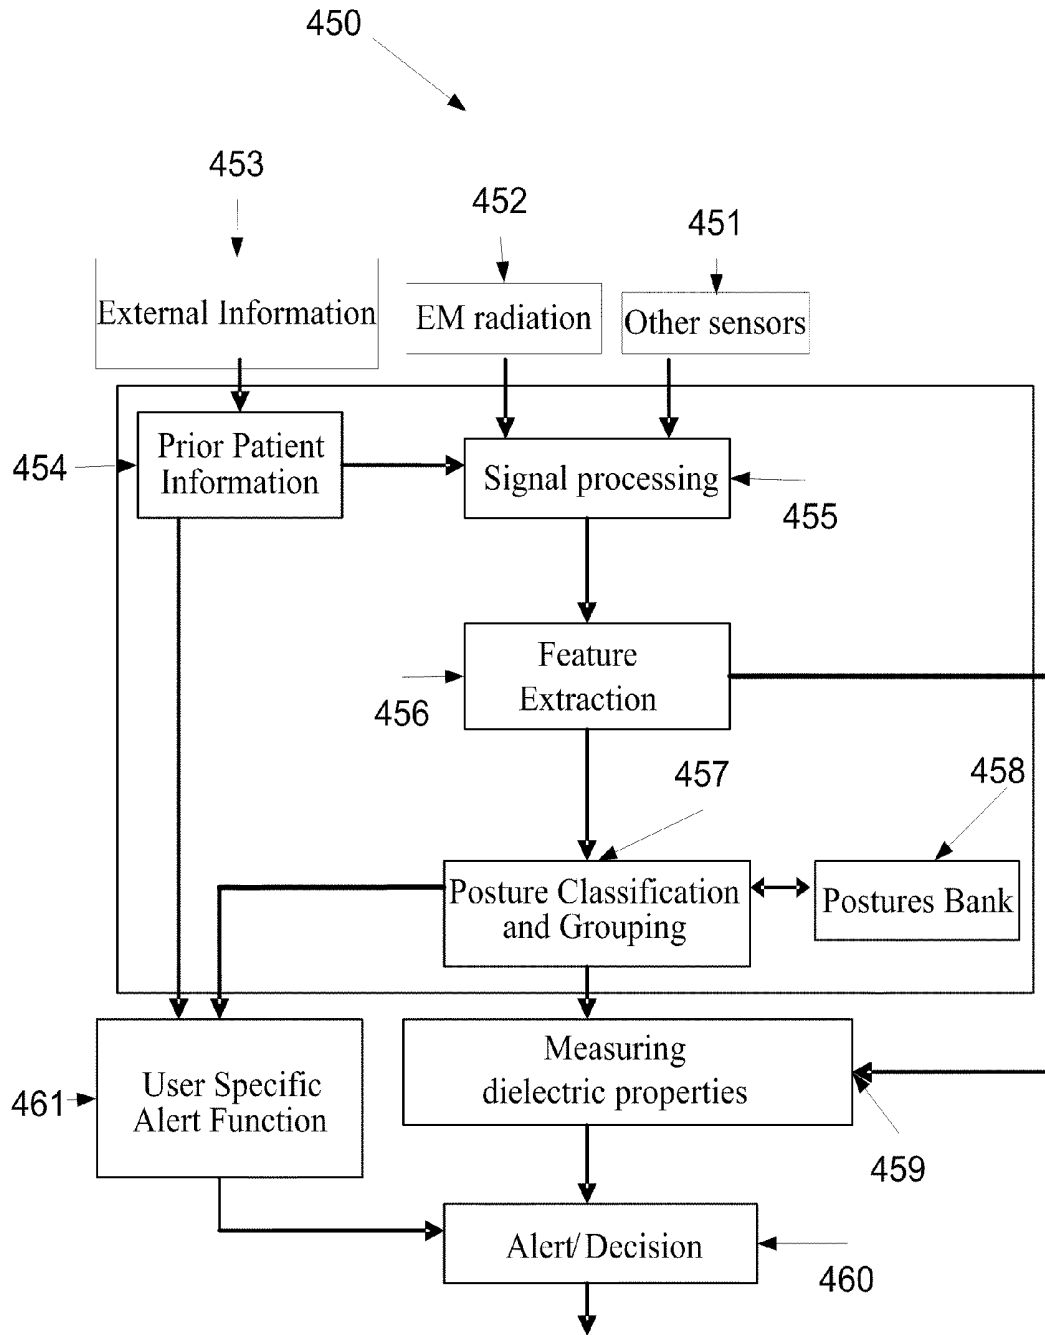 450
453
452
451
External Information
EM radiation
Other sensors
Prior Patient
Information
454
Signal processing
455
Feature
Extraction
456
457
458
Posture Classification
and Grouping
Postures Bank
Measuring
dielectric properties
User Specific
Alert Function
461
459
Alert/ Decision
460